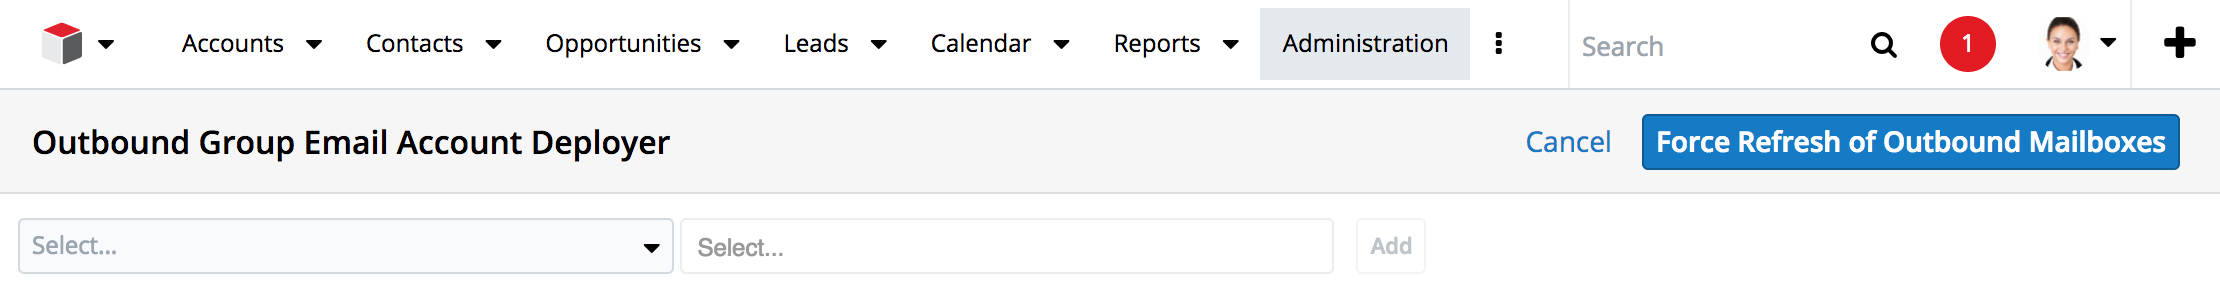 Accounts Contacts Opportunities Leads Calendar Reports Administration Search 1
Outbound Group Email Account Deployer Cancel Force Refresh of Outbound Mailboxes
Select... Select... Add